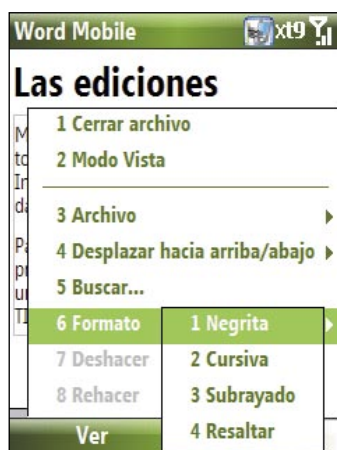 Word Mobile xt9
Las ediciones
1 Cerrar archivo
2 Modo Vista
3 Archivo
4 Desplazar hacia arriba/abajo
5 Buscar...
6 Formato
1 Negrita
7 Deshacer
2 Cursiva
8 Rehacer
3 Subrayado
Ver
4 Resaltar